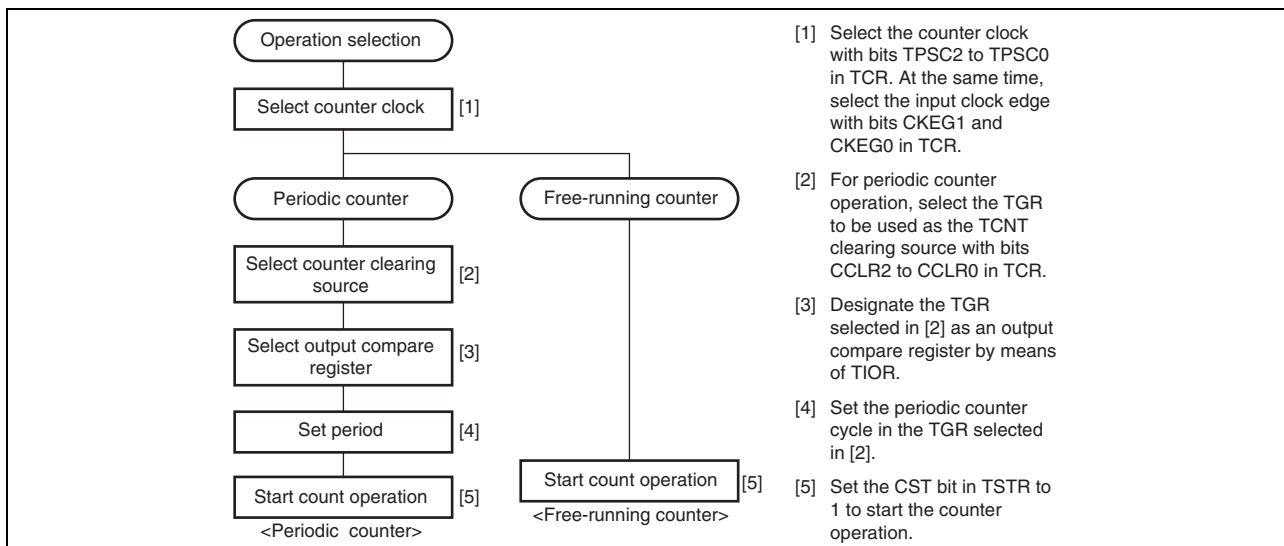 Operation selection
Select counter clock
[1]
Periodic counter
Free-running counter
Select counter clearing
source
[2]
Select output compare
register
[3]
Set period
[4]
Start count operation
[5]
<Periodic counter>
Start count operation
[5]
<Free-running counter>
[1] Select the counter clock
with bits TPSC2 to TPSC0
in TCR. At the same time,
select the input clock edge
with bits CKEG1 and
CKEG0 in TCR.
[2] For periodic counter
operation, select the TGR
to be used as the TCNT
clearing source with bits
CCLR2 to CCLR0 in TCR.
[3] Designate the TGR
selected in [2] as an output
compare register by means
of TIOR.
[4] Set the periodic counter
cycle in the TGR selected
in [2].
[5] Set the CST bit in TSTR to
1 to start the counter
operation.